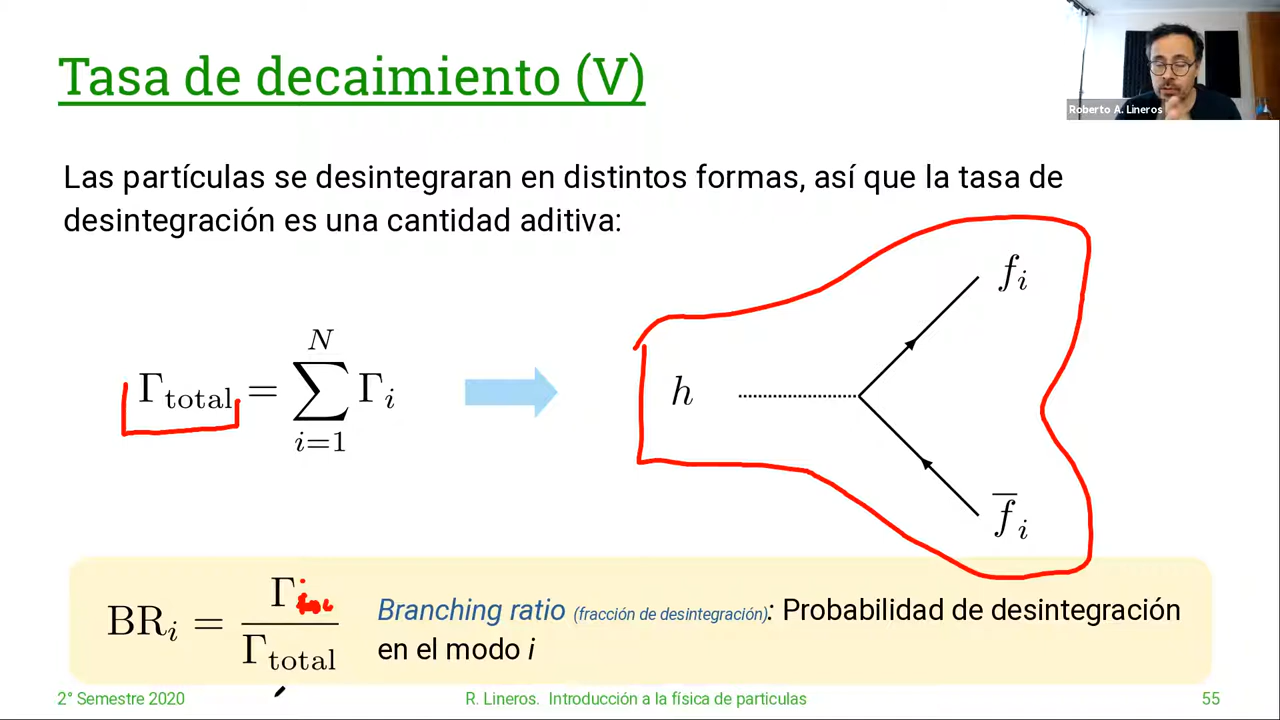 Tasa de decaimiento (V)
Roberto A. Lineros
Las partículas se desintegraran en distintos formas, así que la tasa de
desintegración es una cantidad aditiva:
Γ_total = ∑_{i=1}^{N} Γ_i
h
f_i
f̅_i
BR_i = Γ_i / Γ_total
Branching ratio (fracción de desintegración): Probabilidad de desintegración
en el modo i
2° Semestre 2020
R. Lineros. Introducción a la física de particulas
55